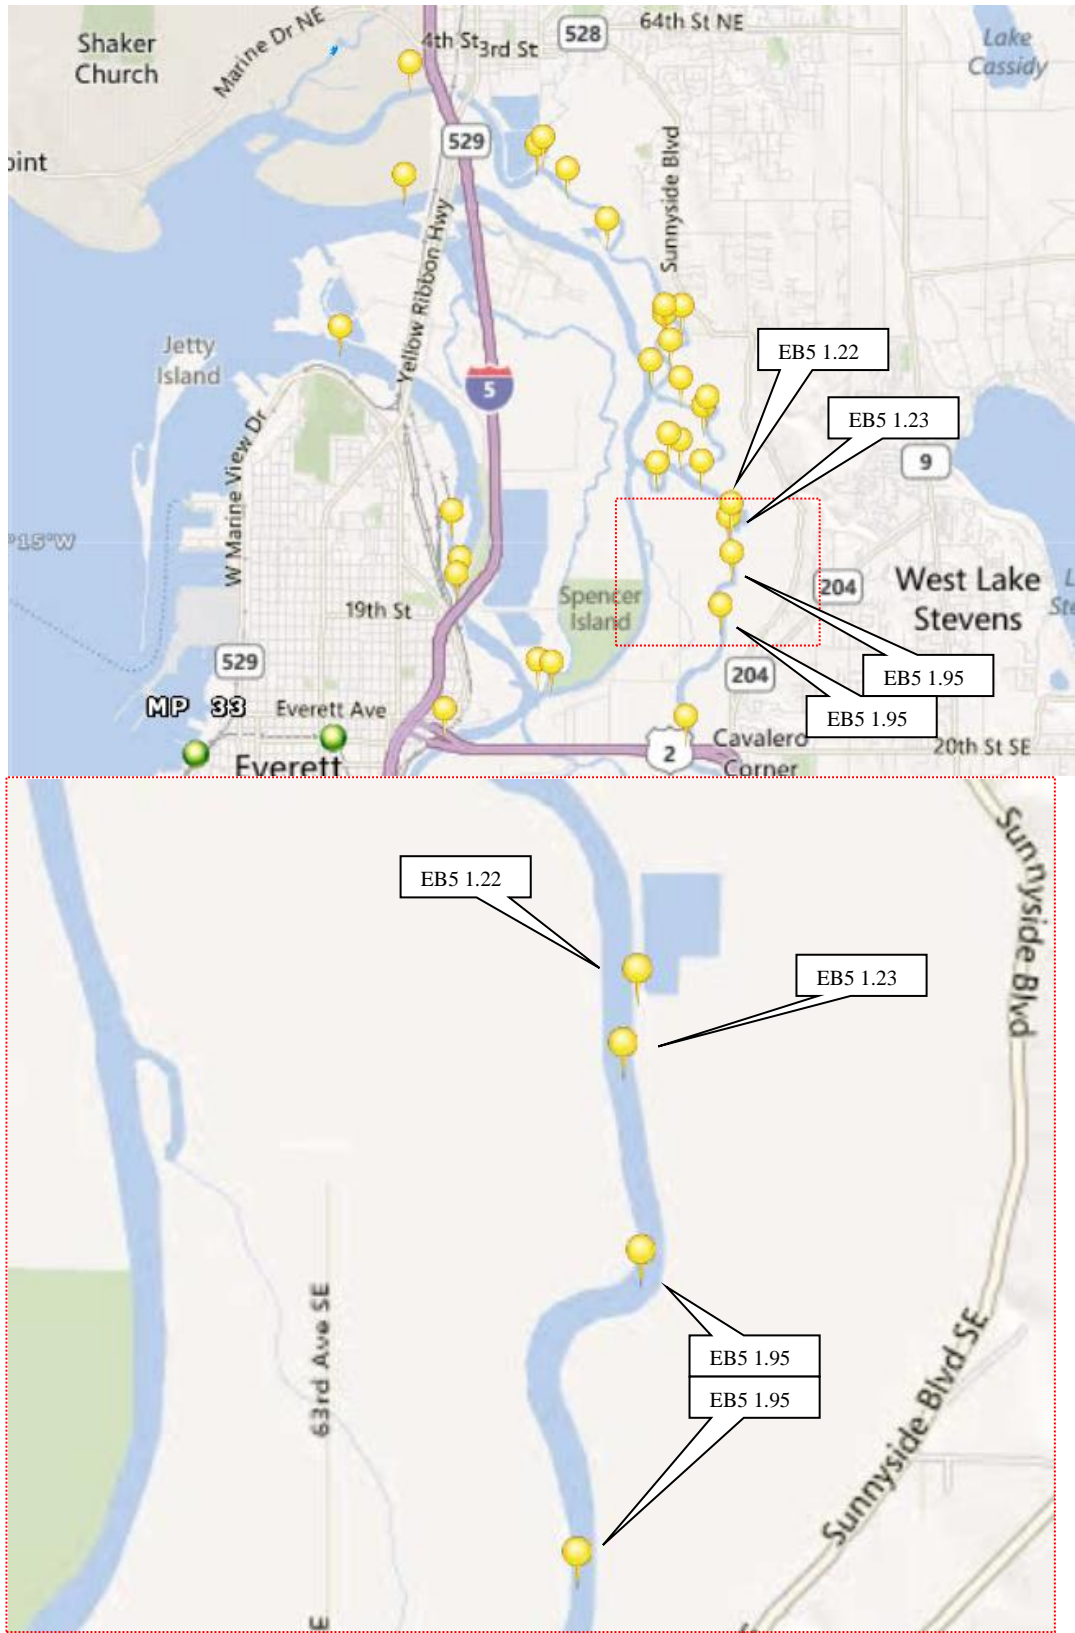 Shaker
Church
Marine Dr NE
4th St
3rd St
528
64th St NE
Lake
Cassidy
529
oint
Sunnyside Blvd
Yellow Ribbon Hwy
Jetty
Island
5
EB5 1.22
EB5 1.23
9
W Marine View Dr
°15"W
19th St
Spencer
Island
204
West Lake
Stevens
L
Ste
529
204
EB5 1.95
EB5 1.95
MP 33
Everett Ave
Everett
2
Cavalero
Corner
20th St SE
EB5 1.22
EB5 1.23
Sunnyside Blvd
63rd Ave SE
EB5 1.95
EB5 1.95
Sunnyside Blvd SE
E